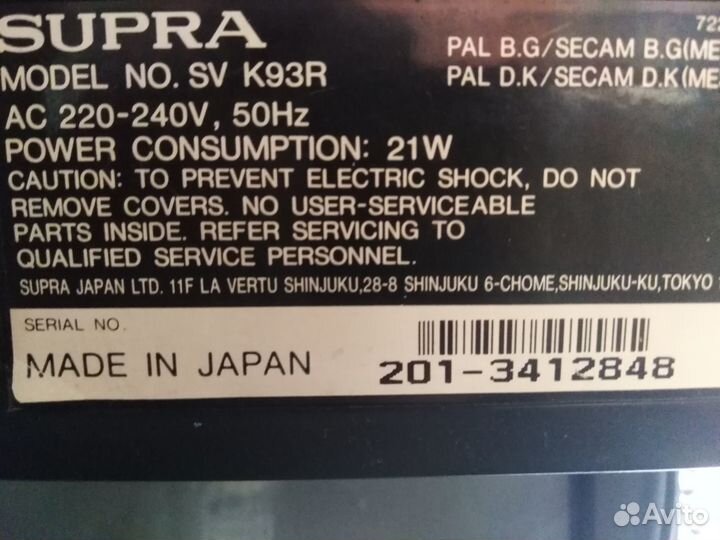 SUPRA
MODEL NO. SV K93R
AC 220-240V, 50Hz
POWER CONSUMPTION: 21W
CAUTION: TO PREVENT ELECTRIC SHOCK, DO NOT
REMOVE COVERS. NO USER-SERVICEABLE
PARTS INSIDE. REFER SERVICING TO
QUALIFIED SERVICE PERSONNEL.
SUPRA JAPAN LTD. 11F LA VERTU SHINJUKU,28-8 SHINJUKU 6-CHOME,SHINJUKU-KU,TOKYO
PAL B.G/SECAM B.G(ME
PAL D.K/SECAM D.K(ME
SERIAL NO.
MADE IN JAPAN
201-3412848
Avito